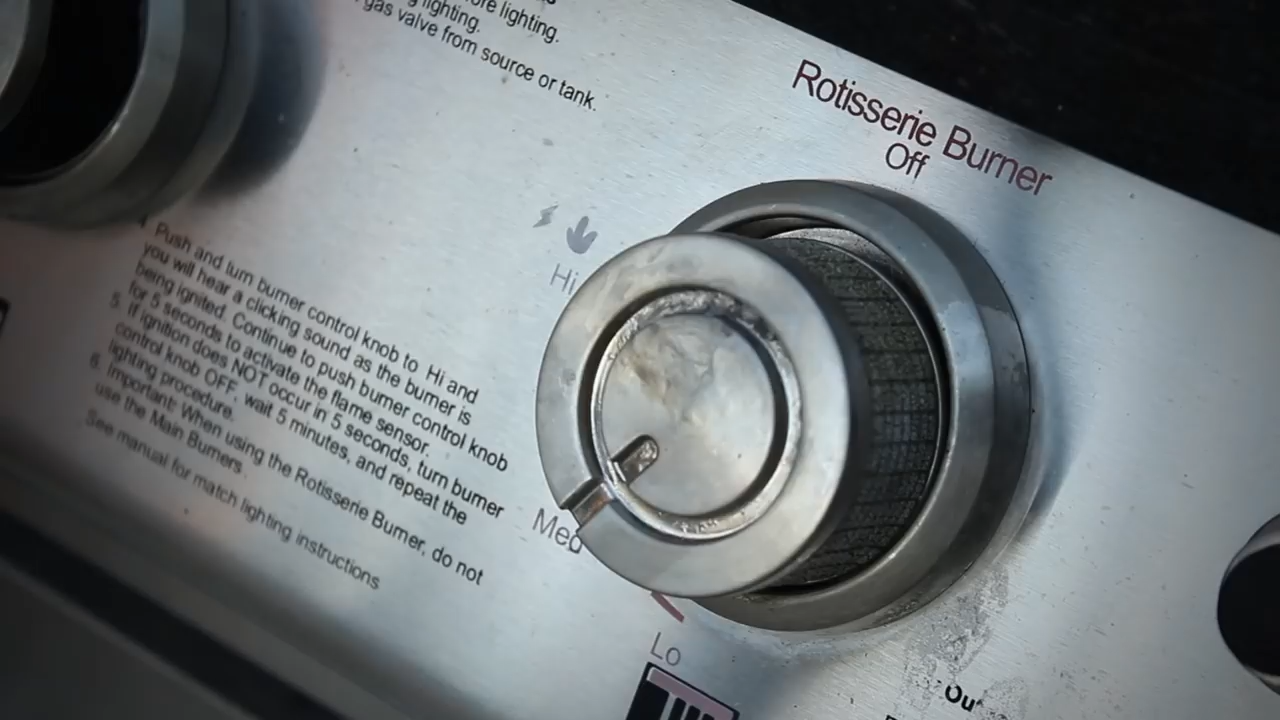 fore lighting.
g lighting.
gas valve from source or tank.
Rotisserie Burner
Off
Hi
4. Push and turn burner control knob to Hi and
you will hear a clicking sound as the burner is
being ignited. Continue to push burner control knob
for 5 seconds to activate the flame sensor.
5. If ignition does NOT occur in 5 seconds, turn burner
control knob OFF, wait 5 minutes, and repeat the
lighting procedure.
6. Important! When using the Rotisserie Burner, do not
use the Main Burners.
See manual for match lighting instructions
Med
Lo